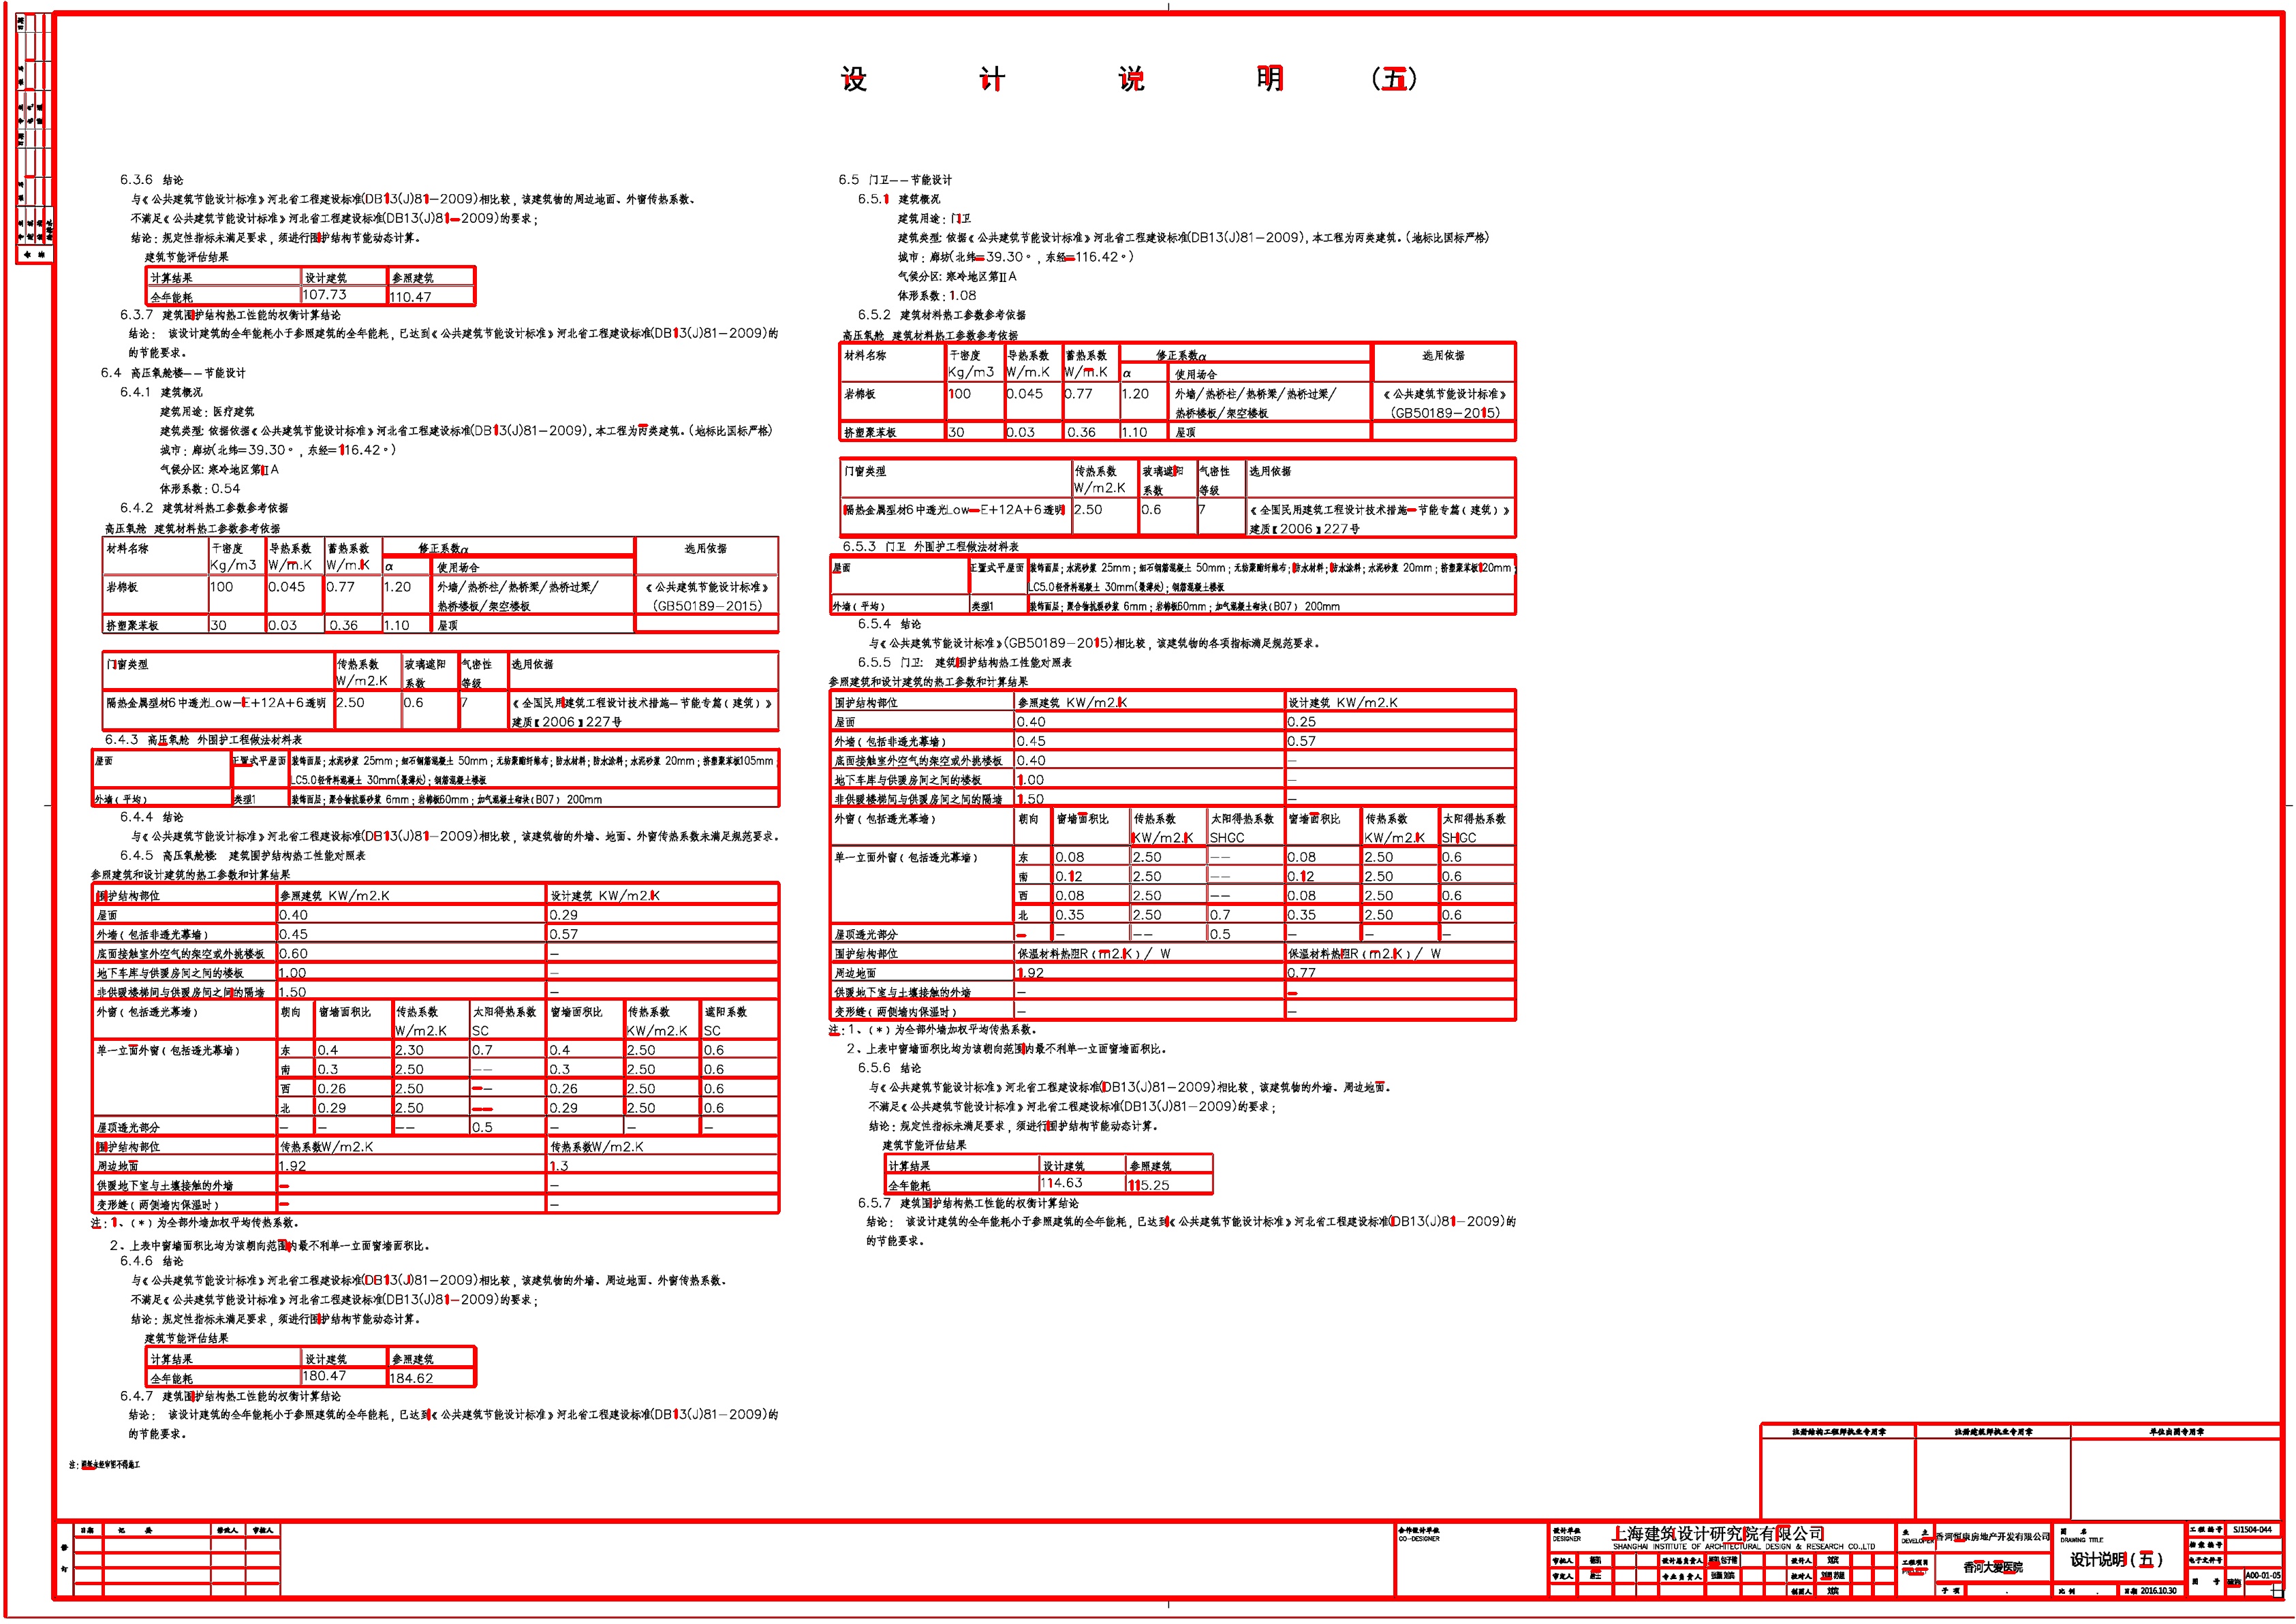 设 计 说 明 (五)
6.3.6 结论
与《公共建筑节能设计标准》河北省工程建设标准(DB13(J)81-2009)相比较，该建筑物的周边地面、外窗传热系数、
不满足《公共建筑节能设计标准》河北省工程建设标准(DB13(J)81-2009)的要求；
结论：规定性指标未满足要求，须进行围护结构节能动态计算。
建筑节能评估结果
计算结果 设计建筑 参照建筑
全年能耗 107.73 110.47
6.3.7 建筑围护结构热工性能的权衡计算结论
结论： 该设计建筑的全年能耗小于参照建筑的全年能耗，已达到《公共建筑节能设计标准》河北省工程建设标准(DB13(J)81-2009)的
的节能要求。
6.4 高压氧舱楼--节能设计
6.4.1 建筑概况
建筑用途：医疗建筑
建筑类型：依据依据《公共建筑节能设计标准》河北省工程建设标准(DB13(J)81-2009)，本工程为丙类建筑。(地标比国标严格)
城市：廊坊(北纬=39.30°，东经=116.42°)
气候分区：寒冷地区第ⅡA
体形系数：0.54
6.4.2 建筑材料热工参数参考依据
高压氧舱 建筑材料热工参数参考依据
材料名称 干密度 导热系数 蓄热系数 修正系数α 选用依据
Kg/m3 W/m.K W/m.K α 使用场合
岩棉板 100 0.045 0.77 1.20 外墙/热桥柱/热桥梁/热桥过梁/ 《公共建筑节能设计标准》
热桥楼板/架空楼板 (GB50189-2015)
挤塑聚苯板 30 0.03 0.36 1.10 屋顶
门窗类型 传热系数 玻璃遮阳 气密性 选用依据
W/m2.K 系数 等级
隔热金属型材6中透光Low-E+12A+6透明 2.50 0.6 7 《全国民用建筑工程设计技术措施-节能专篇(建筑)》
建质【2006】227号
6.4.3 高压氧舱 外围护工程做法材料表
屋面 正置式平屋面 装饰面层；水泥砂浆 25mm；细石钢筋混凝土 50mm；无纺聚酯纤维布；防水材料；防水涂料；水泥砂浆 20mm；挤塑聚苯板105mm；
LC5.0轻骨料混凝土 30mm(最薄处)；钢筋混凝土楼板
外墙(平均) 类型1 装饰面层；聚合物抗裂砂浆 6mm；岩棉板60mm；加气混凝土砌块(B07) 200mm
6.4.4 结论
与《公共建筑节能设计标准》河北省工程建设标准(DB13(J)81-2009)相比较，该建筑物的外墙、地面、外窗传热系数未满足规范要求。
6.4.5 高压氧舱楼: 建筑围护结构热工性能对照表
参照建筑和设计建筑的热工参数和计算结果
围护结构部位 参照建筑 KW/m2.K 设计建筑 KW/m2.K
屋面 0.40 0.29
外墙(包括非透光幕墙) 0.45 0.57
底面接触室外空气的架空或外挑楼板 0.60 -
地下车库与供暖房间之间的楼板 1.00 -
非供暖楼梯间与供暖房间之间的隔墙 1.50 -
外窗(包括透光幕墙) 朝向 窗墙面积比 传热系数 太阳得热系数 窗墙面积比 传热系数 遮阳系数
W/m2.K SC KW/m2.K SC
单一立面外窗(包括透光幕墙) 东 0.4 2.30 0.7 0.4 2.50 0.6
南 0.3 2.50 -- 0.3 2.50 0.6
西 0.26 2.50 -- 0.26 2.50 0.6
北 0.29 2.50 -- 0.29 2.50 0.6
屋顶透光部分 - - -- 0.5 - - -
围护结构部位 传热系数W/m2.K 传热系数W/m2.K
周边地面 1.92 1.3
供暖地下室与土壤接触的外墙 - -
变形缝(两侧墙内保温时) - -
注：1、(*)为全部外墙加权平均传热系数。
2、上表中窗墙面积比均为该朝向范围内最不利单一立面窗墙面积比。
6.4.6 结论
与《公共建筑节能设计标准》河北省工程建设标准(DB13(J)81-2009)相比较，该建筑物的外墙、周边地面、外窗传热系数、
不满足《公共建筑节能设计标准》河北省工程建设标准(DB13(J)81-2009)的要求；
结论：规定性指标未满足要求，须进行围护结构节能动态计算。
建筑节能评估结果
计算结果 设计建筑 参照建筑
全年能耗 180.47 184.62
6.4.7 建筑围护结构热工性能的权衡计算结论
结论： 该设计建筑的全年能耗小于参照建筑的全年能耗，已达到《公共建筑节能设计标准》河北省工程建设标准(DB13(J)81-2009)的
的节能要求。
6.5 门卫--节能设计
6.5.1 建筑概况
建筑用途：门卫
建筑类型：依据《公共建筑节能设计标准》河北省工程建设标准(DB13(J)81-2009)，本工程为丙类建筑。(地标比国标严格)
城市：廊坊(北纬=39.30°，东经=116.42°)
气候分区：寒冷地区第ⅡA
体形系数：1.08
6.5.2 建筑材料热工参数参考依据
高压氧舱 建筑材料热工参数参考依据
材料名称 干密度 导热系数 蓄热系数 修正系数α 选用依据
Kg/m3 W/m.K W/m.K α 使用场合
岩棉板 100 0.045 0.77 1.20 外墙/热桥柱/热桥梁/热桥过梁/ 《公共建筑节能设计标准》
热桥楼板/架空楼板 (GB50189-2015)
挤塑聚苯板 30 0.03 0.36 1.10 屋顶
门窗类型 传热系数 玻璃遮阳 气密性 选用依据
W/m2.K 系数 等级
隔热金属型材6中透光Low-E+12A+6透明 2.50 0.6 7 《全国民用建筑工程设计技术措施-节能专篇(建筑)》
建质【2006】227号
6.5.3 门卫 外围护工程做法材料表
屋面 正置式平屋面 装饰面层；水泥砂浆 25mm；细石钢筋混凝土 50mm；无纺聚酯纤维布；防水材料；防水涂料；水泥砂浆 20mm；挤塑聚苯板120mm；
LC5.0轻骨料混凝土 30mm(最薄处)；钢筋混凝土楼板
外墙(平均) 类型1 装饰面层；聚合物抗裂砂浆 6mm；岩棉板60mm；加气混凝土砌块(B07) 200mm
6.5.4 结论
与《公共建筑节能设计标准》(GB50189-2015)相比较，该建筑物的各项指标满足规范要求。
6.5.5 门卫: 建筑围护结构热工性能对照表
参照建筑和设计建筑的热工参数和计算结果
围护结构部位 参照建筑 KW/m2.K 设计建筑 KW/m2.K
屋面 0.40 0.25
外墙(包括非透光幕墙) 0.45 0.57
底面接触室外空气的架空或外挑楼板 0.40 -
地下车库与供暖房间之间的楼板 1.00 -
非供暖楼梯间与供暖房间之间的隔墙 1.50 -
外窗(包括透光幕墙) 朝向 窗墙面积比 传热系数 太阳得热系数 窗墙面积比 传热系数 太阳得热系数
KW/m2.K SHGC KW/m2.K SHGC
单一立面外窗(包括透光幕墙) 东 0.08 2.50 -- 0.08 2.50 0.6
南 0.12 2.50 -- 0.12 2.50 0.6
西 0.08 2.50 -- 0.08 2.50 0.6
北 0.35 2.50 0.7 0.35 2.50 0.6
屋顶透光部分 - - -- 0.5 - - -
围护结构部位 保温材料热阻R(m2.K)/ W 保温材料热阻R(m2.K)/ W
周边地面 1.92 0.77
供暖地下室与土壤接触的外墙 - -
变形缝(两侧墙内保温时) - -
注：1、(*)为全部外墙加权平均传热系数。
2、上表中窗墙面积比均为该朝向范围内最不利单一立面窗墙面积比。
6.5.6 结论
与《公共建筑节能设计标准》河北省工程建设标准(DB13(J)81-2009)相比较，该建筑物的外墙、周边地面。
不满足《公共建筑节能设计标准》河北省工程建设标准(DB13(J)81-2009)的要求；
结论：规定性指标未满足要求，须进行围护结构节能动态计算。
建筑节能评估结果
计算结果 设计建筑 参照建筑
全年能耗 114.63 115.25
6.5.7 建筑围护结构热工性能的权衡计算结论
结论： 该设计建筑的全年能耗小于参照建筑的全年能耗，已达到《公共建筑节能设计标准》河北省工程建设标准(DB13(J)81-2009)的
的节能要求。
注册结构工程师执业专用章 注册建筑师执业专用章 单位出图专用章
日期 记 要 修改人 审核人
修 订
合作设计单位
CO-DESIGNER
设计单位
DESIGNER
上海建筑设计研究院有限公司
SHANGHAI INSTITUTE OF ARCHITECTURAL DESIGN & RESEARCH CO.,LTD
审批人 设计总负责人 设计人
审定人 专业负责人 校对人
制图人
业 主
DEVELOPER
香河恒康房地产开发有限公司
工程项目
香河大爱医院
子 项
图 名
DRAWING TITLE
设计说明(五)
比例 日期 2016.10.30
工程编号 SJ1504-044
档案编号
电子文件号
图 号 A00-01-05